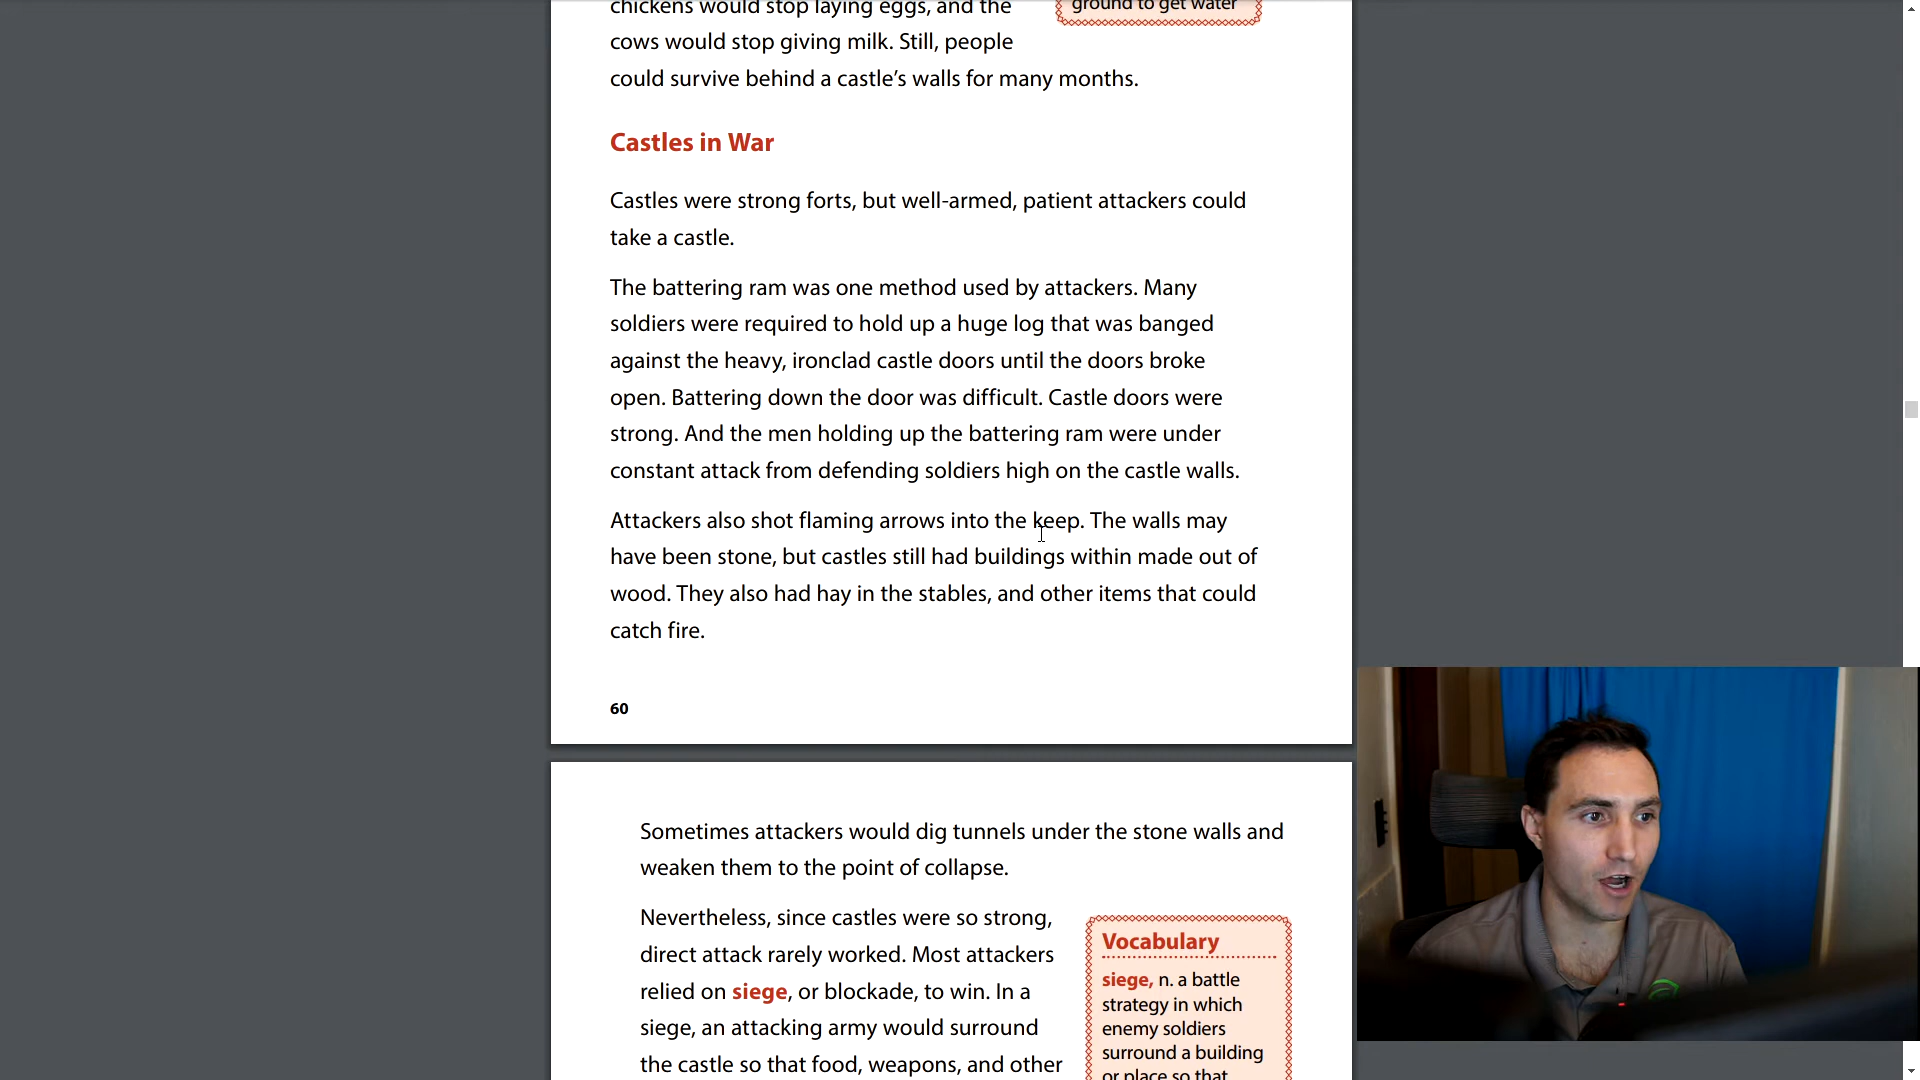 chickens would stop laying eggs, and the
cows would stop giving milk. Still, people
could survive behind a castle’s walls for many months.
ground to get water
Castles in War
Castles were strong forts, but well-armed, patient attackers could
take a castle.
The battering ram was one method used by attackers. Many
soldiers were required to hold up a huge log that was banged
against the heavy, ironclad castle doors until the doors broke
open. Battering down the door was difficult. Castle doors were
strong. And the men holding up the battering ram were under
constant attack from defending soldiers high on the castle walls.
Attackers also shot flaming arrows into the keep. The walls may
have been stone, but castles still had buildings within made out of
wood. They also had hay in the stables, and other items that could
catch fire.
60
Sometimes attackers would dig tunnels under the stone walls and
weaken them to the point of collapse.
Nevertheless, since castles were so strong,
direct attack rarely worked. Most attackers
relied on siege, or blockade, to win. In a
siege, an attacking army would surround
the castle so that food, weapons, and other
Vocabulary
siege, n. a battle
strategy in which
enemy soldiers
surround a building
or place so that